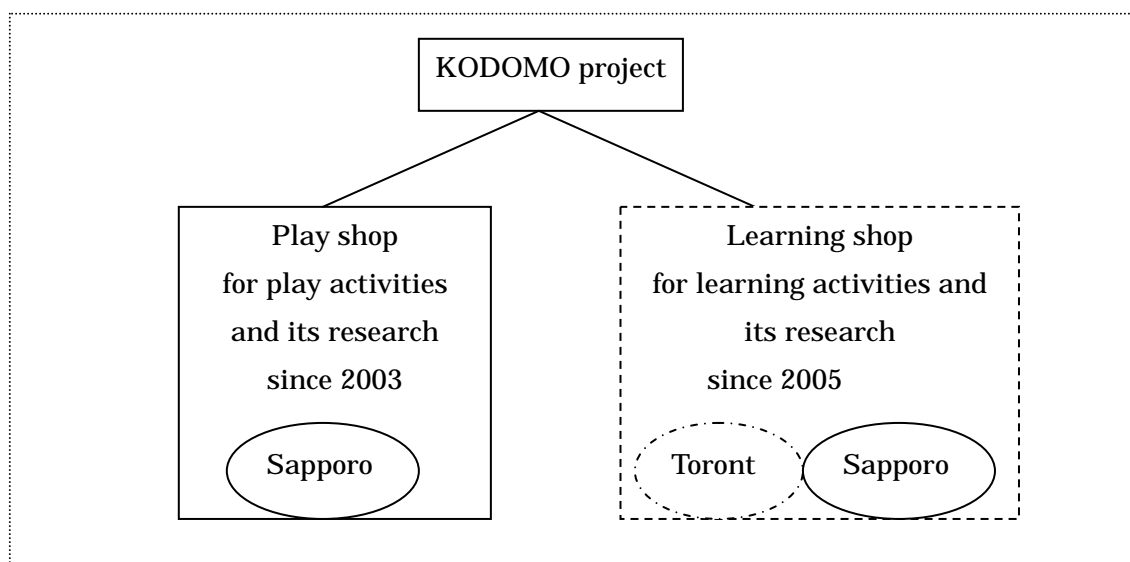 KODOMO project
Play shop
for play activities
and its research
since 2003
Sapporo
Learning shop
for learning activities and
its research
since 2005
Toront
Sapporo